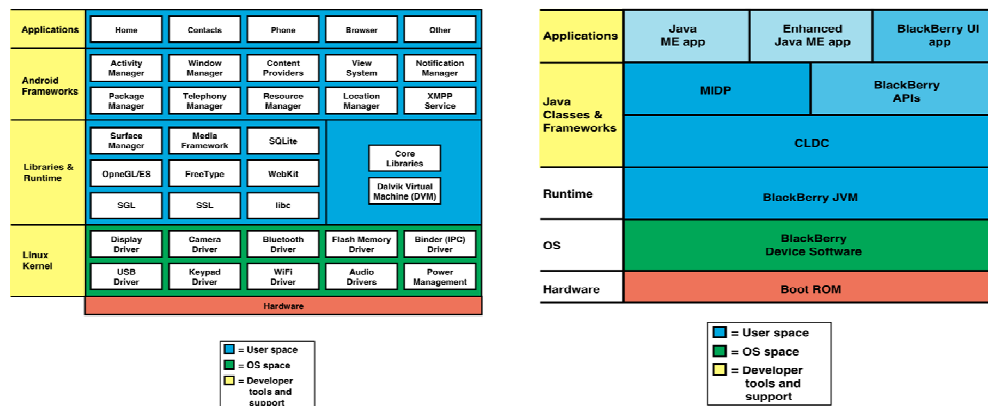 Applications
Home Contacts Phone Browser Other
Android
Frameworks
Activity
Manager
Window
Manager
Content
Providers
View
System
Notification
Manager
Package
Manager
Telephony
Manager
Resource
Manager
Location
Manager
XMPP
Service
Libraries &
Runtime
Surface
Manager
Media
Framework
SQLite
OpneGL/ES FreeType WebKit
SGL SSL libc
Core
Libraries
Dalvik Virtual
Machine (DVM)
LInux
Kernel
Display
Driver
Camera
Driver
Bluetooth
Driver
Flash Memory
Driver
Binder (IPC)
Driver
USB
Driver
Keypad
Driver
WiFi
Driver
Audio
Drivers
Power
Management
Hardware
= User space
= OS space
= Developer
tools and
support
Applications
Java
ME app
Enhanced
Java ME app
BlackBerry UI
app
Java
Classes &
Frameworks
MIDP
BlackBerry
APIs
CLDC
Runtime
BlackBerry JVM
OS
BlackBerry
Device Software
Hardware
Boot ROM
= User space
= OS space
= Developer
tools and
support